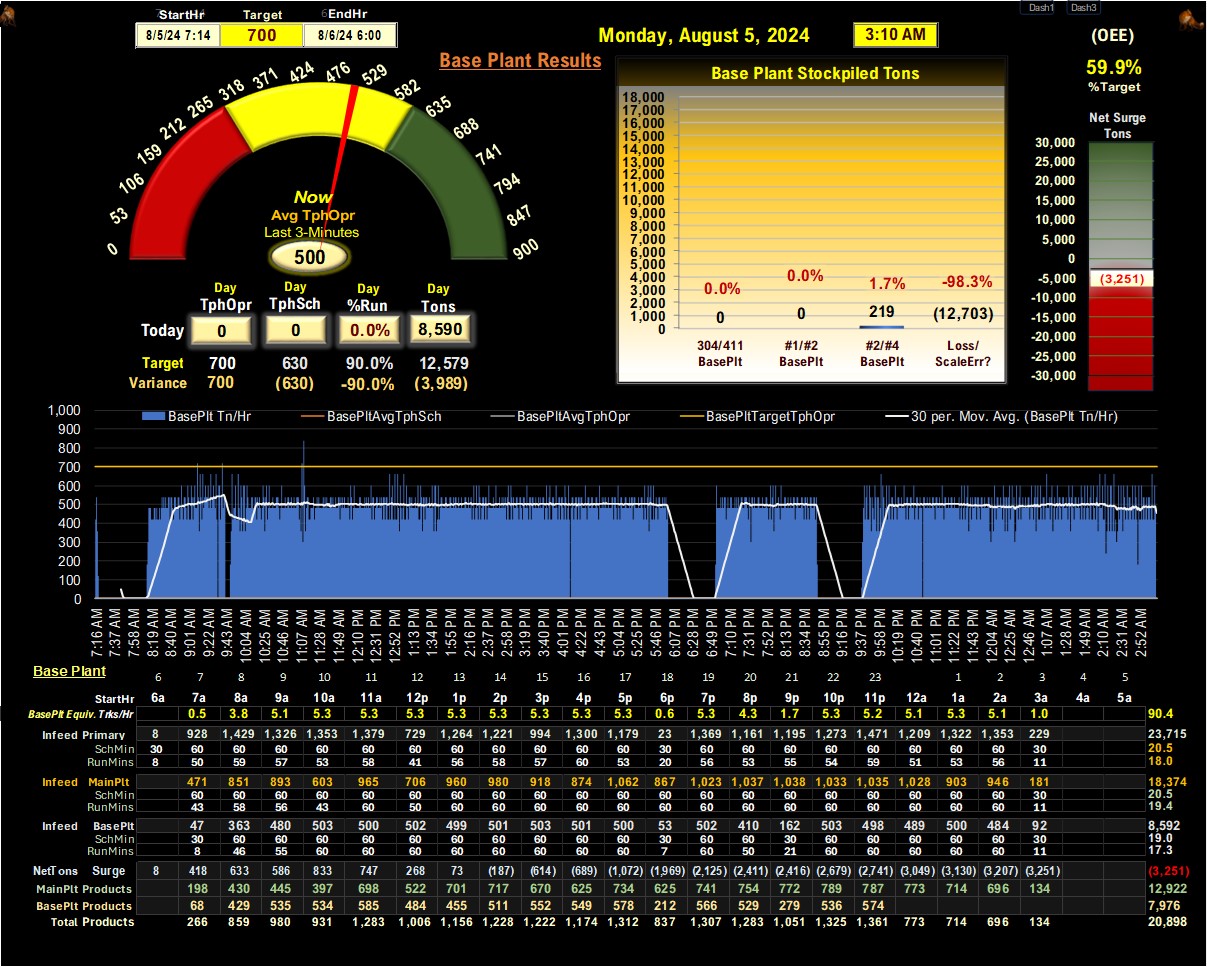 StartHr Target EndHr
8/5/24 7:14 700 8/6/24 6:00
Monday, August 5, 2024 3:10 AM
Dash1 Dash3
Base Plant Results
(OEE)
59.9%
%Target
0 53 106 159 212 265 318 371 424 476 529 582 635 688 741 794 847 900
Now
Avg TphOpr
Last 3-Minutes
500
Day Day Day Day
TphOpr TphSch %Run Tons
Today 0 0 0.0% 8,590
Target 700 630 90.0% 12,579
Variance 700 (630) -90.0% (3,989)
Base Plant Stockpiled Tons
18,000
17,000
16,000
15,000
14,000
13,000
12,000
11,000
10,000
9,000
8,000
7,000
6,000
5,000
4,000
3,000
2,000
1,000
0
0.0% 0.0% 1.7% -98.3%
0 0 219 (12,703)
304/411 #1/#2 #2/#4 Loss/
BasePlt BasePlt BasePlt ScaleErr?
Net Surge
Tons
30,000
25,000
20,000
15,000
10,000
5,000
0
-5,000
-10,000
-15,000
-20,000
-25,000
-30,000
(3,251)
BasePlt Tn/Hr BasePltAvgTphSch BasePltAvgTphOpr BasePltTargetTphOpr 30 per. Mov. Avg. (BasePlt Tn/Hr)
1,000
900
800
700
600
500
400
300
200
100
0
7:16 AM 7:37 AM 7:58 AM 8:19 AM 8:40 AM 9:01 AM 9:22 AM 9:43 AM 10:04 AM 10:25 AM 10:46 AM 11:07 AM 11:28 AM 11:49 AM 12:10 PM 12:31 PM 12:52 PM 1:13 PM 1:34 PM 1:55 PM 2:16 PM 2:37 PM 2:58 PM 3:19 PM 3:40 PM 4:01 PM 4:22 PM 4:43 PM 5:04 PM 5:25 PM 5:46 PM 6:07 PM 6:28 PM 6:49 PM 7:10 PM 7:31 PM 7:52 PM 8:13 PM 8:34 PM 8:55 PM 9:16 PM 9:37 PM 9:58 PM 10:19 PM 10:40 PM 11:01 PM 11:22 PM 11:43 PM 12:04 AM 12:25 AM 12:46 AM 1:07 AM 1:28 AM 1:49 AM 2:10 AM 2:31 AM 2:52 AM
Base Plant
6 7 8 9 10 11 12 13 14 15 16 17 18 19 20 21 22 23 1 2 3 4 5
StartHr 6a 7a 8a 9a 10a 11a 12p 1p 2p 3p 4p 5p 6p 7p 8p 9p 10p 11p 12a 1a 2a 3a 4a 5a
BasePlt Equiv. Trks/Hr 0.5 3.8 5.1 5.3 5.3 5.3 5.3 5.3 5.3 5.3 5.3 0.6 5.3 4.3 1.7 5.3 5.2 5.1 5.3 5.1 1.0 90.4
Infeed Primary 8 928 1,429 1,326 1,353 1,379 729 1,264 1,221 994 1,300 1,179 23 1,369 1,161 1,195 1,273 1,471 1,209 1,322 1,353 229 23,715
SchMin 30 60 60 60 60 60 60 60 60 60 60 60 30 60 60 60 60 60 60 60 60 30 20.5
RunMins 8 50 59 57 53 58 41 56 58 57 60 53 20 56 53 55 54 59 51 53 56 11 18.0
Infeed MainPlt 471 851 893 603 965 706 960 980 918 874 1,062 867 1,023 1,037 1,038 1,033 1,035 1,028 903 946 181 18,374
SchMin 60 60 60 60 60 60 60 60 60 60 60 60 60 60 60 60 60 60 60 60 30 20.5
RunMins 43 58 56 43 60 50 60 60 60 60 60 60 60 60 60 60 60 60 60 60 11 19.4
Infeed BasePlt 47 363 480 503 500 502 499 501 503 501 500 53 502 410 162 503 498 489 500 484 92 8,592
SchMin 60 60 60 60 60 60 60 60 60 60 60 30 60 60 30 60 60 60 60 60 30 19.0
RunMins 8 46 55 60 60 60 60 60 60 60 60 7 60 50 21 60 60 60 60 60 11 17.3
NetTons Surge 8 418 633 586 833 747 268 73 (187) (614) (689) (1,072) (1,969) (2,125) (2,411) (2,416) (2,679) (2,741) (3,049) (3,130) (3,207) (3,251) (3,251)
MainPlt Products 198 430 445 397 698 522 701 717 670 625 734 625 741 754 772 789 787 773 714 696 134 12,922
BasePlt Products 68 429 535 534 585 484 455 511 552 549 578 212 566 529 279 536 574 7,976
Total Products 266 859 980 931 1,283 1,006 1,156 1,228 1,222 1,174 1,312 837 1,307 1,283 1,051 1,325 1,361 773 714 696 134 20,898